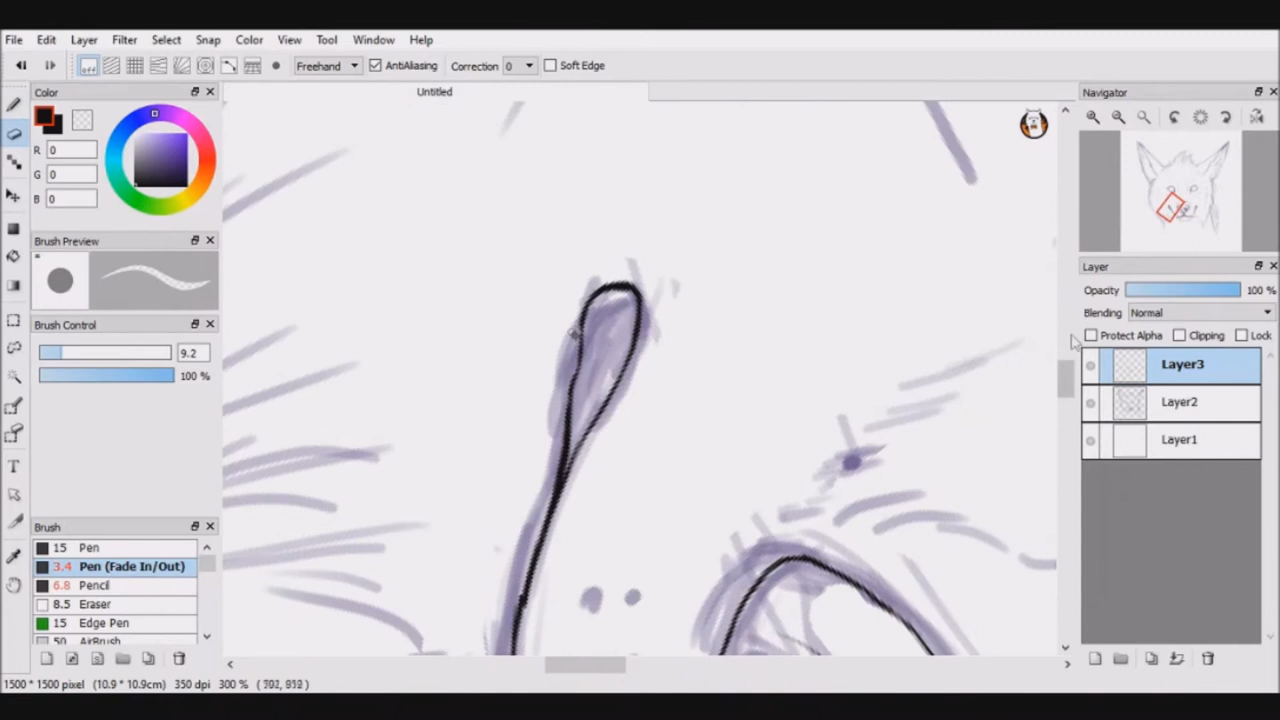 File Edit Layer Filter Select Snap Color View Tool Window Help
off Freehand AntiAliasing Correction 0 Soft Edge
Color
Untitled
Navigator
R 0
G 0
B 0
Brush Preview
Layer
Opacity 100 %
Blending Normal
Brush Control
Protect Alpha Clipping Lock
9.2
100 %
Layer3
Layer2
Layer1
Brush
15 Pen
3.4 Pen (Fade In/Out)
6.8 Pencil
8.5 Eraser
15 Edge Pen
50 AirBrush
1500 * 1500 pixel (10.9 * 10.9cm) 350 dpi 300 %